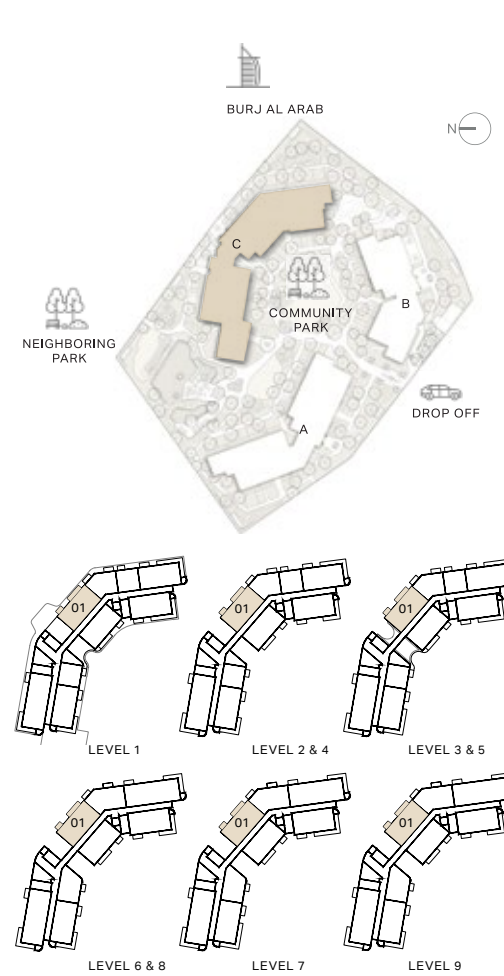 BURJ AL ARAB
N
C
COMMUNITY
PARK
B
NEIGHBORING
PARK
DROP OFF
A
01
01
01
LEVEL 1
LEVEL 2 & 4
LEVEL 3 & 5
01
01
01
LEVEL 6 & 8
LEVEL 7
LEVEL 9